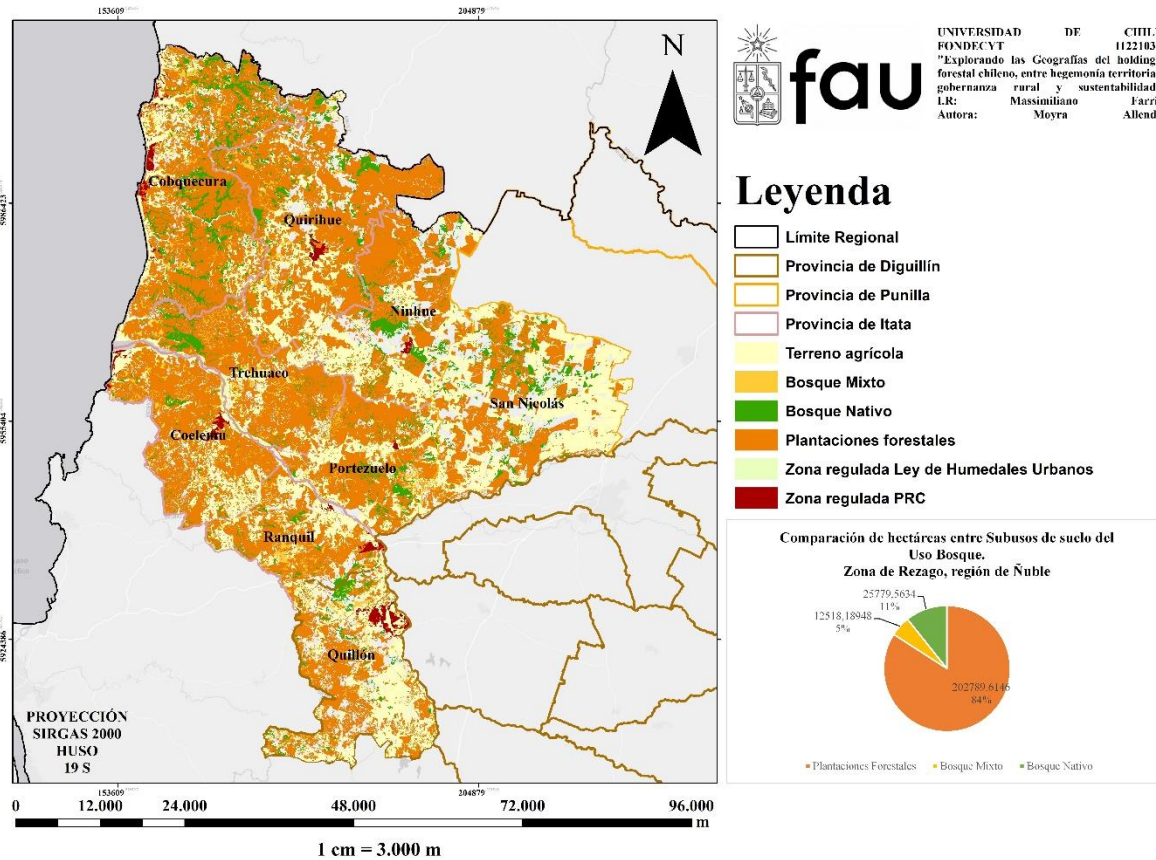 153609
204879
N
5986423
5955404
5924386
Cobquecura
Quirihue
Ninhue
Trehuaco
San Nicolás
Coelemu
Portezuelo
Ranquil
Quillón
PROYECCIÓN
SIRGAS 2000
HUSO
19 S
153609
204879
0 12.000 24.000 48.000 72.000 96.000
m
1 cm = 3.000 m
fau
UNIVERSIDAD DE CHIL
FONDECYT 1122103
"Explorando las Geografías del holding
forestal chileno, entre hegemonía territoria
gobernanza rural y sustentabilidad
I.R: Massimiliano Farri
Autora: Moyra Allend
Leyenda
Límite Regional
Provincia de Diguillín
Provincia de Punilla
Provincia de Itata
Terreno agrícola
Bosque Mixto
Bosque Nativo
Plantaciones forestales
Zona regulada Ley de Humedales Urbanos
Zona regulada PRC
Comparación de hectáreas entre Subusos de suelo del
Uso Bosque.
Zona de Rezago, región de Ñuble
25779,5634
11%
12518,18948
5%
202789,6146
84%
Plantaciones Forestales Bosque Mixto Bosque Nativo